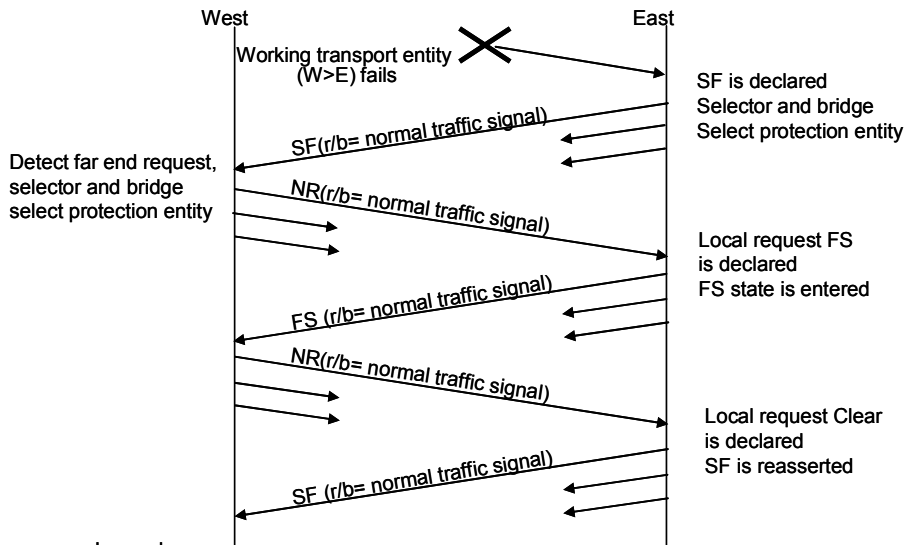 West
East
Working transport entity
(W>E) fails
SF is declared
Selector and bridge
Select protection entity
SF(r/b= normal traffic signal)
Detect far end request,
selector and bridge
select protection entity
NR(r/b= normal traffic signal)
Local request FS
is declared
FS state is entered
FS (r/b= normal traffic signal)
NR(r/b= normal traffic signal)
Local request Clear
is declared
SF is reasserted
SF (r/b= normal traffic signal)